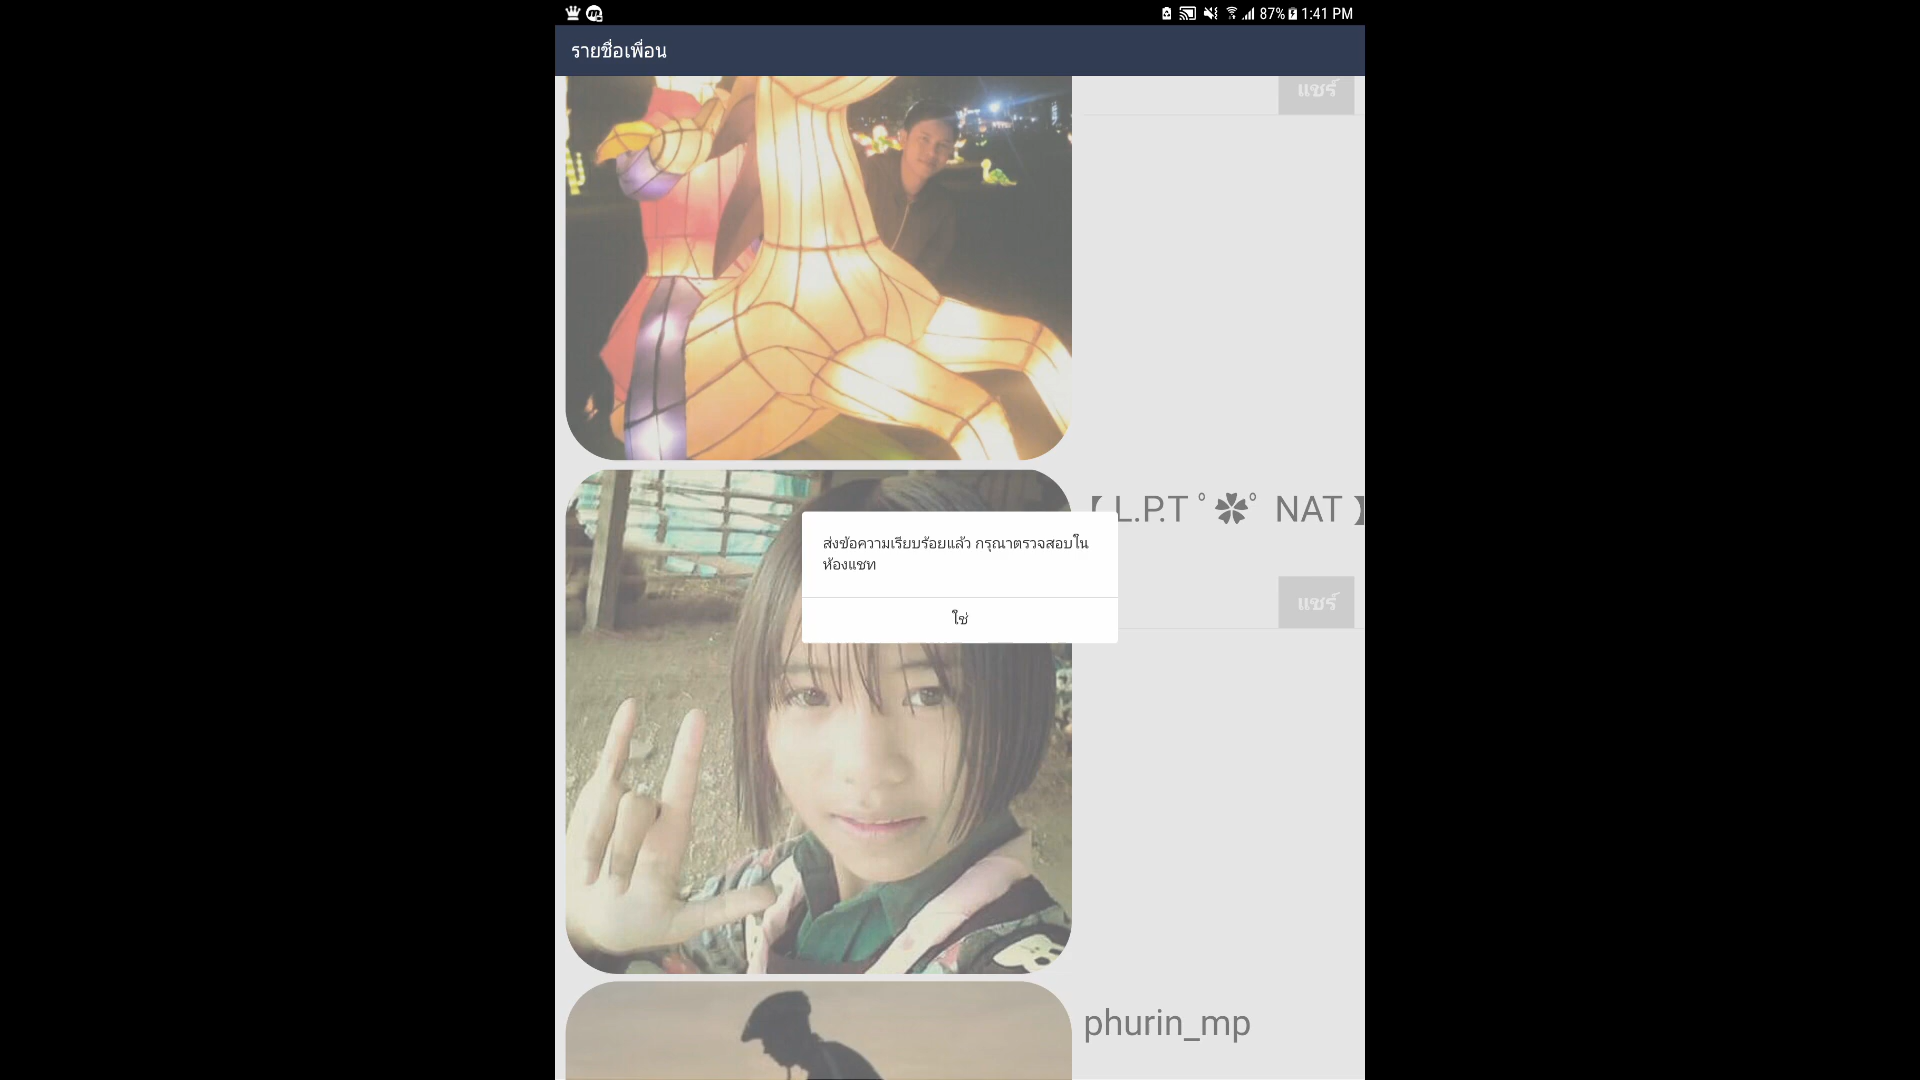 87% 1:41 PM
รายชื่อเพื่อน
แชร์
【 L.P.T ﾟ✿ﾟ NAT 】
ส่งข้อความเรียบร้อยแล้ว กรุณาตรวจสอบใน
ห้องแชท
แชร์
ใช่
phurin_mp